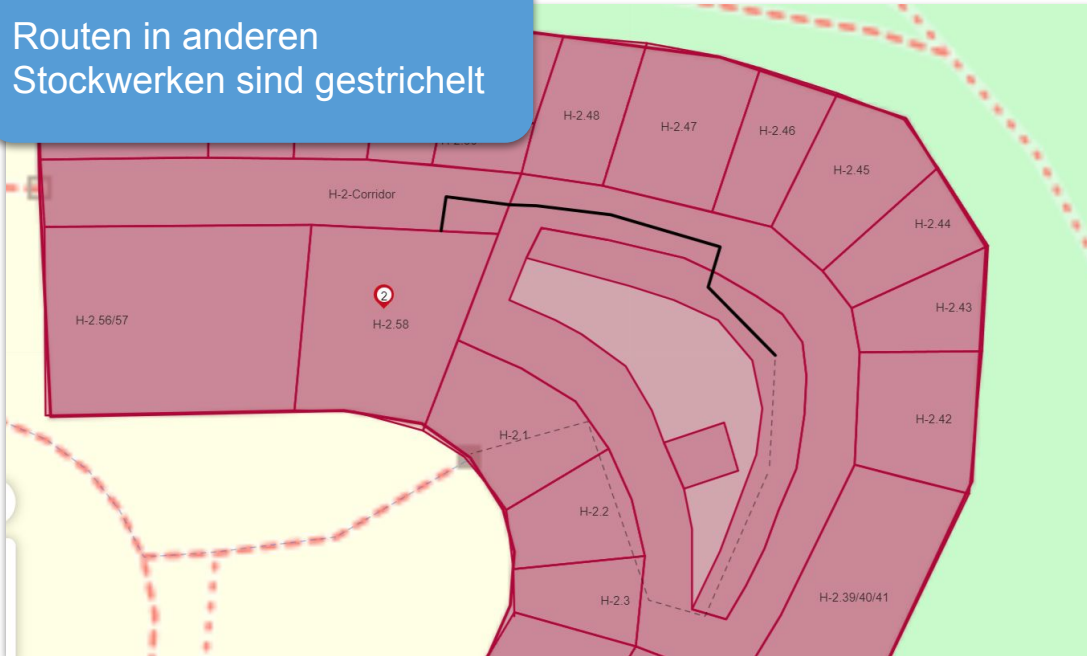 Routen in anderen
Stockwerken sind gestrichelt
H-2.48
H-2.47
H-2.46
H-2.45
H-2-Corridor
H-2.44
H-2.43
2
H-2.56/57
H-2.58
H-2.42
H-2.1
H-2.2
H-2.3
H-2.39/40/41